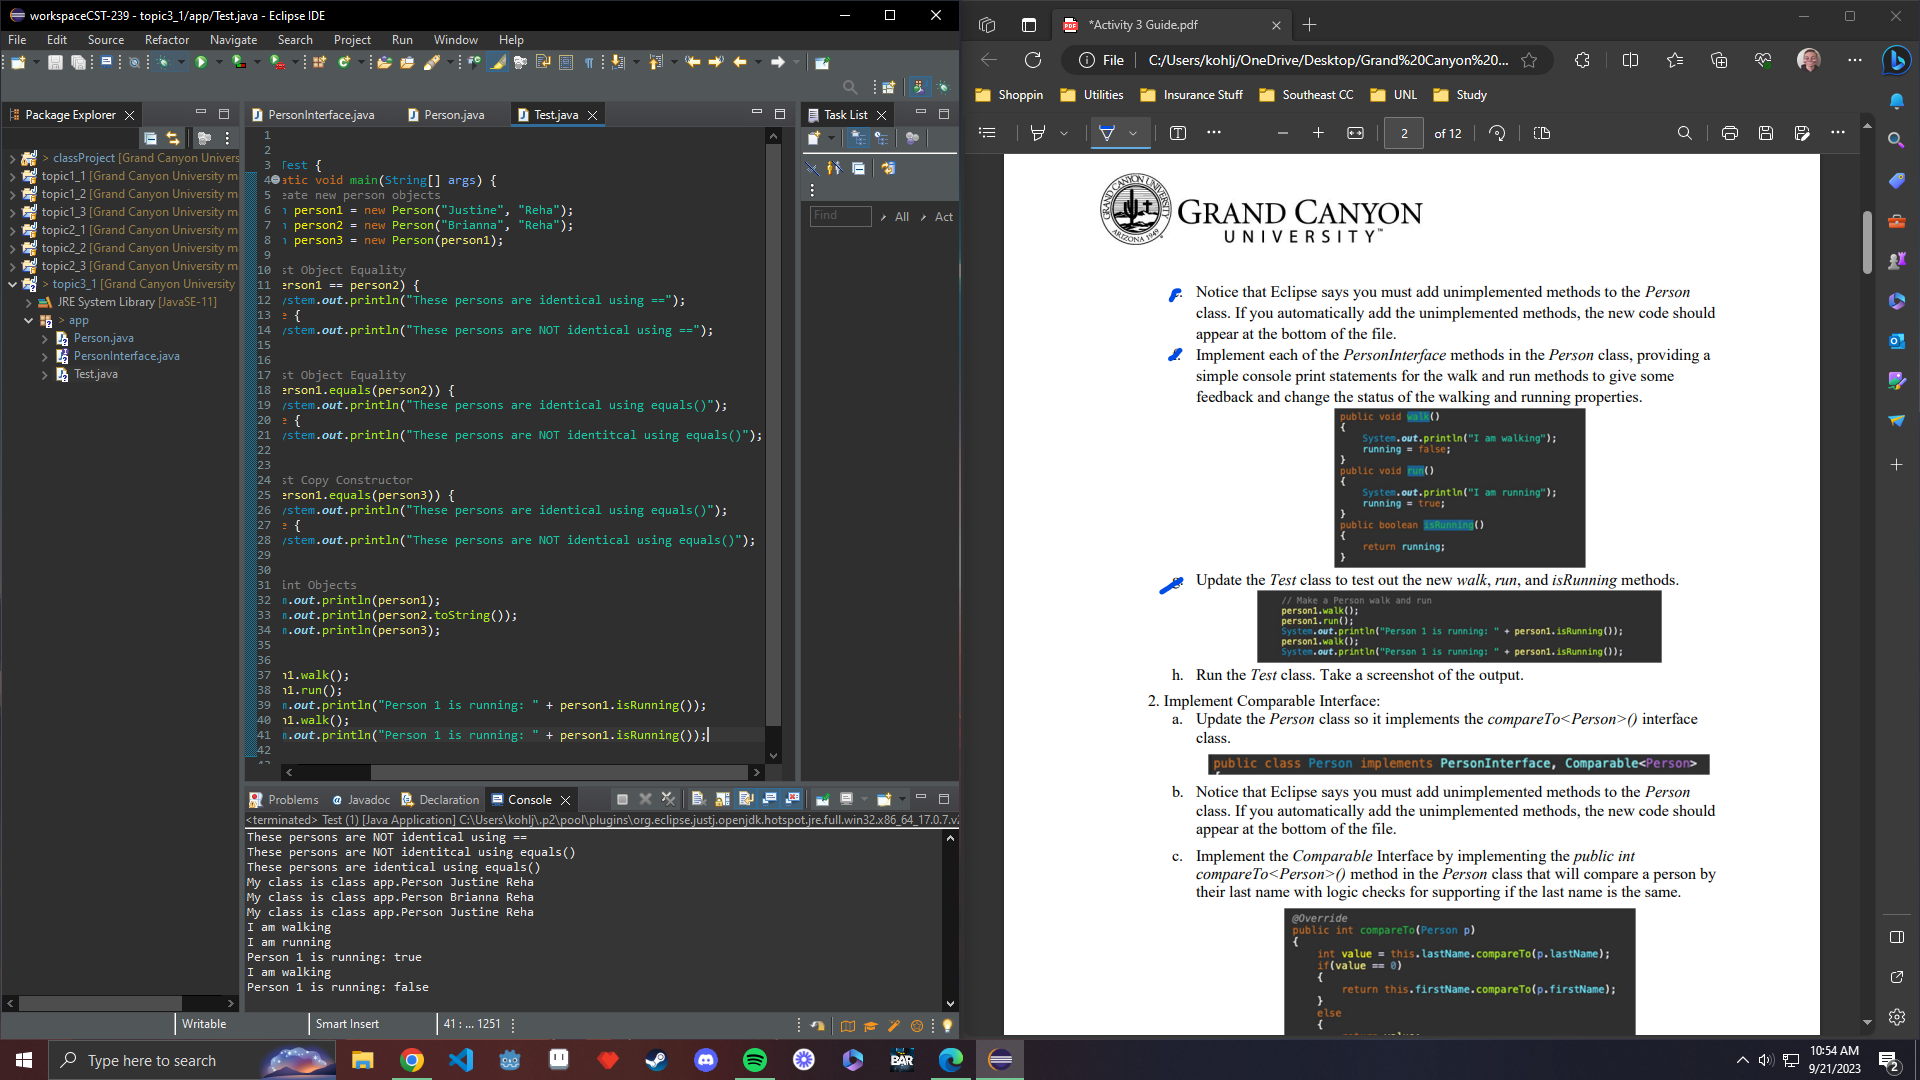 workspaceCST-239 - topic3_1/app/Test.java - Eclipse IDE
File Edit Source Refactor Navigate Search Project Run Window Help
Package Explorer
> classProject [Grand Canyon Univers
topic1_1 [Grand Canyon University m
topic1_2 [Grand Canyon University m
topic1_3 [Grand Canyon University m
topic2_1 [Grand Canyon University m
topic2_2 [Grand Canyon University m
topic2_3 [Grand Canyon University m
> topic3_1 [Grand Canyon University
JRE System Library [JavaSE-11]
> app
Person.java
PersonInterface.java
Test.java
PersonInterface.java Person.java Test.java
1
2
3 Test {
4 atic void main(String[] args) {
5 eate new person objects
6 n person1 = new Person("Justine", "Reha");
7 n person2 = new Person("Brianna", "Reha");
8 n person3 = new Person(person1);
9
10 st Object Equality
11 erson1 == person2) {
12 ystem.out.println("These persons are identical using ==");
13 e {
14 ystem.out.println("These persons are NOT identical using ==");
15
16
17 st Object Equality
18 erson1.equals(person2)) {
19 ystem.out.println("These persons are identical using equals()");
20 e {
21 ystem.out.println("These persons are NOT identitcal using equals()");
22
23
24 st Copy Constructor
25 erson1.equals(person3)) {
26 ystem.out.println("These persons are identical using equals()");
27 e {
28 ystem.out.println("These persons are NOT identical using equals()");
29
30
31 int Objects
32 m.out.println(person1);
33 m.out.println(person2.toString());
34 m.out.println(person3);
35
36
37 n1.walk();
38 n1.run();
39 m.out.println("Person 1 is running: " + person1.isRunning());
40 n1.walk();
41 m.out.println("Person 1 is running: " + person1.isRunning());
42
Task List
Find All Act
Problems Javadoc Declaration Console
<terminated> Test (1) [Java Application] C:\Users\kohlj\.p2\pool\plugins\org.eclipse.justj.openjdk.hotspot.jre.full.win32.x86_64_17.0.7.v2
These persons are NOT identical using ==
These persons are NOT identitcal using equals()
These persons are identical using equals()
My class is class app.Person Justine Reha
My class is class app.Person Brianna Reha
My class is class app.Person Justine Reha
I am walking
I am running
Person 1 is running: true
I am walking
Person 1 is running: false
Writable Smart Insert 41 : ... 1251
*Activity 3 Guide.pdf
File C:/Users/kohlj/OneDrive/Desktop/Grand%20Canyon%20...
Shoppin Utilities Insurance Stuff Southeast CC UNL Study
2 of 12
GRAND CANYON UNIVERSITY · ARIZONA 1949
GRAND CANYON
UNIVERSITY™
Notice that Eclipse says you must add unimplemented methods to the Person
class. If you automatically add the unimplemented methods, the new code should
appear at the bottom of the file.
Implement each of the PersonInterface methods in the Person class, providing a
simple console print statements for the walk and run methods to give some
feedback and change the status of the walking and running properties.
public void walk()
{
System.out.println("I am walking");
running = false;
}
public void run()
{
System.out.println("I am running");
running = true;
}
public boolean isRunning()
{
return running;
}
g. Update the Test class to test out the new walk, run, and isRunning methods.
// Make a Person walk and run
person1.walk();
person1.run();
System.out.println("Person 1 is running: " + person1.isRunning());
person1.walk();
System.out.println("Person 1 is running: " + person1.isRunning());
h. Run the Test class. Take a screenshot of the output.
2. Implement Comparable Interface:
a. Update the Person class so it implements the compareTo<Person>() interface
class.
public class Person implements PersonInterface, Comparable<Person>
{
b. Notice that Eclipse says you must add unimplemented methods to the Person
class. If you automatically add the unimplemented methods, the new code should
appear at the bottom of the file.
c. Implement the Comparable Interface by implementing the public int
compareTo<Person>() method in the Person class that will compare a person by
their last name with logic checks for supporting if the last name is the same.
@Override
public int compareTo(Person p)
{
int value = this.lastName.compareTo(p.lastName);
if(value == 0)
{
return this.firstName.compareTo(p.firstName);
}
else
{
Type here to search
BAR
10:54 AM
9/21/2023
2